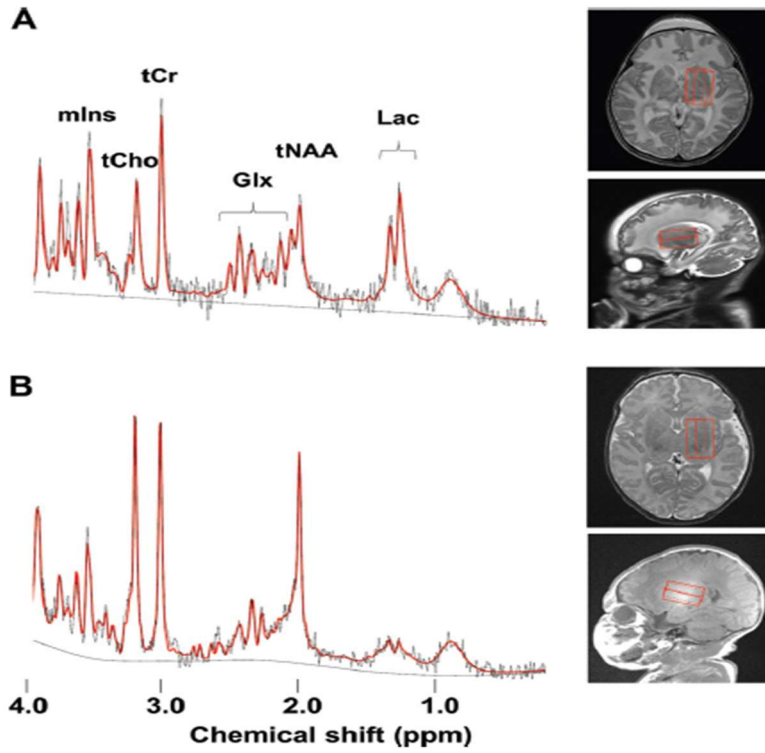 A
tCr
mIns
tCho
Glx
tNAA
Lac
B
4.0 3.0 2.0 1.0
Chemical shift (ppm)